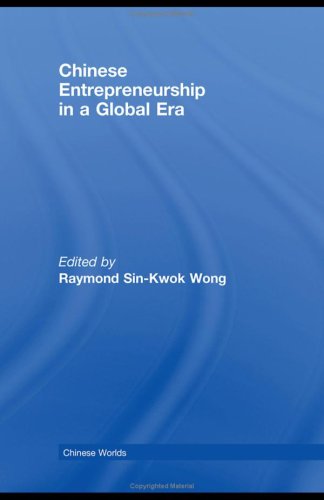 Chinese
Entrepreneurship
in a Global Era
Edited by
Raymond Sin-Kwok Wong
Chinese Worlds
Copyrighted Material